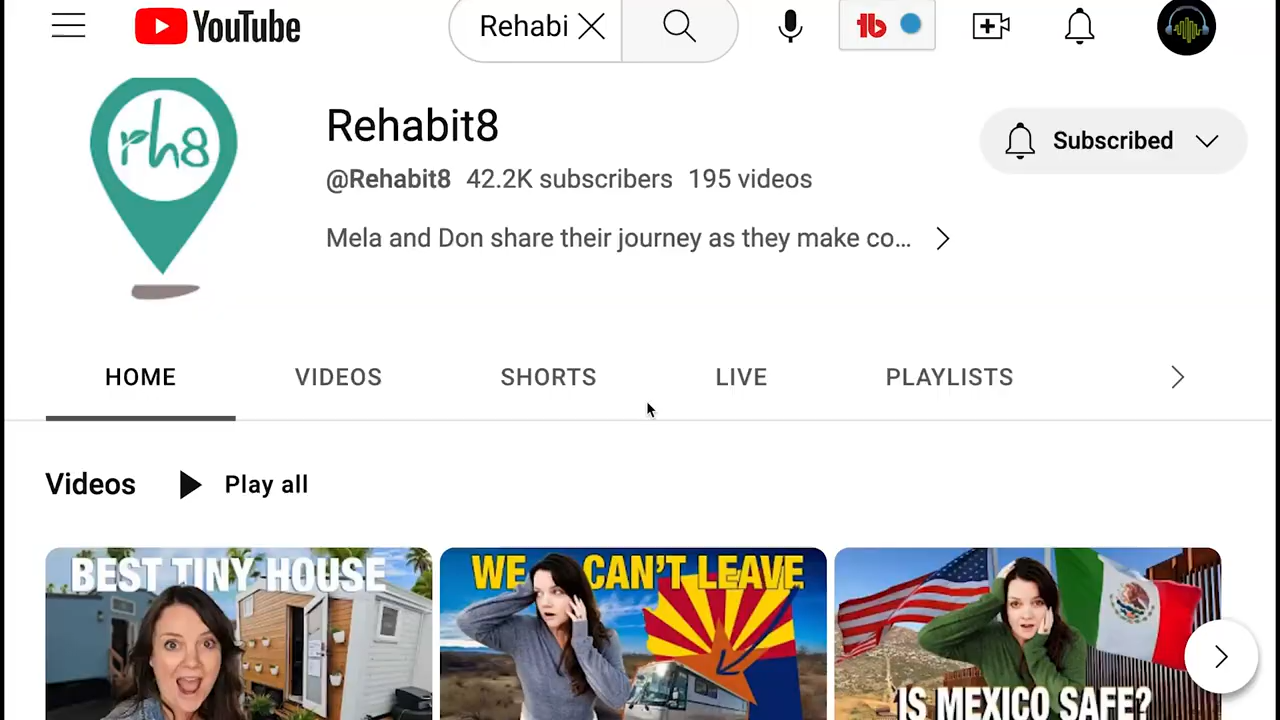 YouTube
Rehabi
rh8
Rehabit8
@Rehabit8 42.2K subscribers 195 videos
Mela and Don share their journey as they make co...
Subscribed
HOME VIDEOS SHORTS LIVE PLAYLISTS
Videos Play all
BEST TINY HOUSE
WE CAN'T LEAVE
IS MEXICO SAFE?